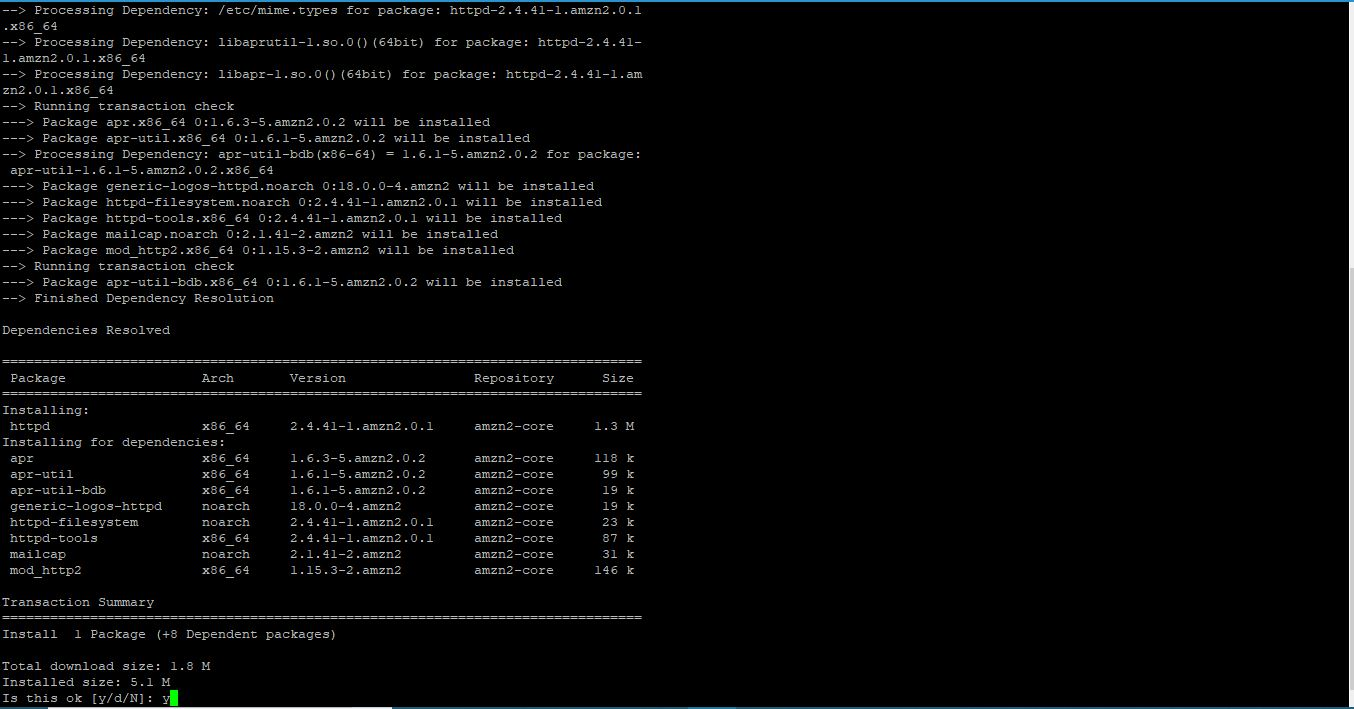 --> Processing Dependency: /etc/mime.types for package: httpd-2.4.41-1.amzn2.0.1
.x86_64
--> Processing Dependency: libaprutil-1.so.0()(64bit) for package: httpd-2.4.41-
1.amzn2.0.1.x86_64
--> Processing Dependency: libapr-1.so.0()(64bit) for package: httpd-2.4.41-1.am
zn2.0.1.x86_64
--> Running transaction check
---> Package apr.x86_64 0:1.6.3-5.amzn2.0.2 will be installed
---> Package apr-util.x86_64 0:1.6.1-5.amzn2.0.2 will be installed
--> Processing Dependency: apr-util-bdb(x86-64) = 1.6.1-5.amzn2.0.2 for package:
 apr-util-1.6.1-5.amzn2.0.2.x86_64
---> Package generic-logos-httpd.noarch 0:18.0.0-4.amzn2 will be installed
---> Package httpd-filesystem.noarch 0:2.4.41-1.amzn2.0.1 will be installed
---> Package httpd-tools.x86_64 0:2.4.41-1.amzn2.0.1 will be installed
---> Package mailcap.noarch 0:2.1.41-2.amzn2 will be installed
---> Package mod_http2.x86_64 0:1.15.3-2.amzn2 will be installed
--> Running transaction check
---> Package apr-util-bdb.x86_64 0:1.6.1-5.amzn2.0.2 will be installed
--> Finished Dependency Resolution

Dependencies Resolved

================================================================================
 Package                Arch       Version                Repository      Size
================================================================================
Installing:
 httpd                  x86_64     2.4.41-1.amzn2.0.1     amzn2-core     1.3 M
Installing for dependencies:
 apr                    x86_64     1.6.3-5.amzn2.0.2      amzn2-core     118 k
 apr-util               x86_64     1.6.1-5.amzn2.0.2      amzn2-core      99 k
 apr-util-bdb           x86_64     1.6.1-5.amzn2.0.2      amzn2-core      19 k
 generic-logos-httpd    noarch     18.0.0-4.amzn2         amzn2-core      19 k
 httpd-filesystem       noarch     2.4.41-1.amzn2.0.1     amzn2-core      23 k
 httpd-tools            x86_64     2.4.41-1.amzn2.0.1     amzn2-core      87 k
 mailcap                noarch     2.1.41-2.amzn2         amzn2-core      31 k
 mod_http2              x86_64     1.15.3-2.amzn2         amzn2-core     146 k

Transaction Summary
================================================================================
Install  1 Package (+8 Dependent packages)

Total download size: 1.8 M
Installed size: 5.1 M
Is this ok [y/d/N]: y